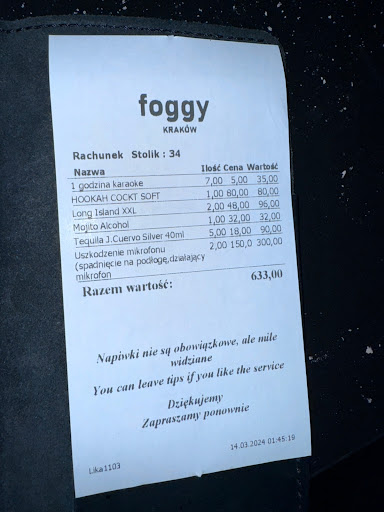 foggy
KRAKÓW
Rachunek Stolik : 34
Nazwa Ilość Cena Wartość
1 godzina karaoke 7,00 5,00 35,00
HOOKAH COCKT SOFT 1,00 80,00 80,00
Long Island XXL 2,00 48,00 96,00
Mojito Alcohol 1,00 32,00 32,00
Tequila J.Cuervo Silver 40ml 5,00 18,00 90,00
Uszkodzenie mikrofonu 2,00 150,0 300,00
(spadnięcie na podłogę,działający
mikrofon
Razem wartość: 633,00
Napiwki nie są obowiązkowe, ale mile
widziane
You can leave tips if you like the service
Dziękujemy
Zapraszamy ponownie
14.03.2024 01:45:19
Lika1103